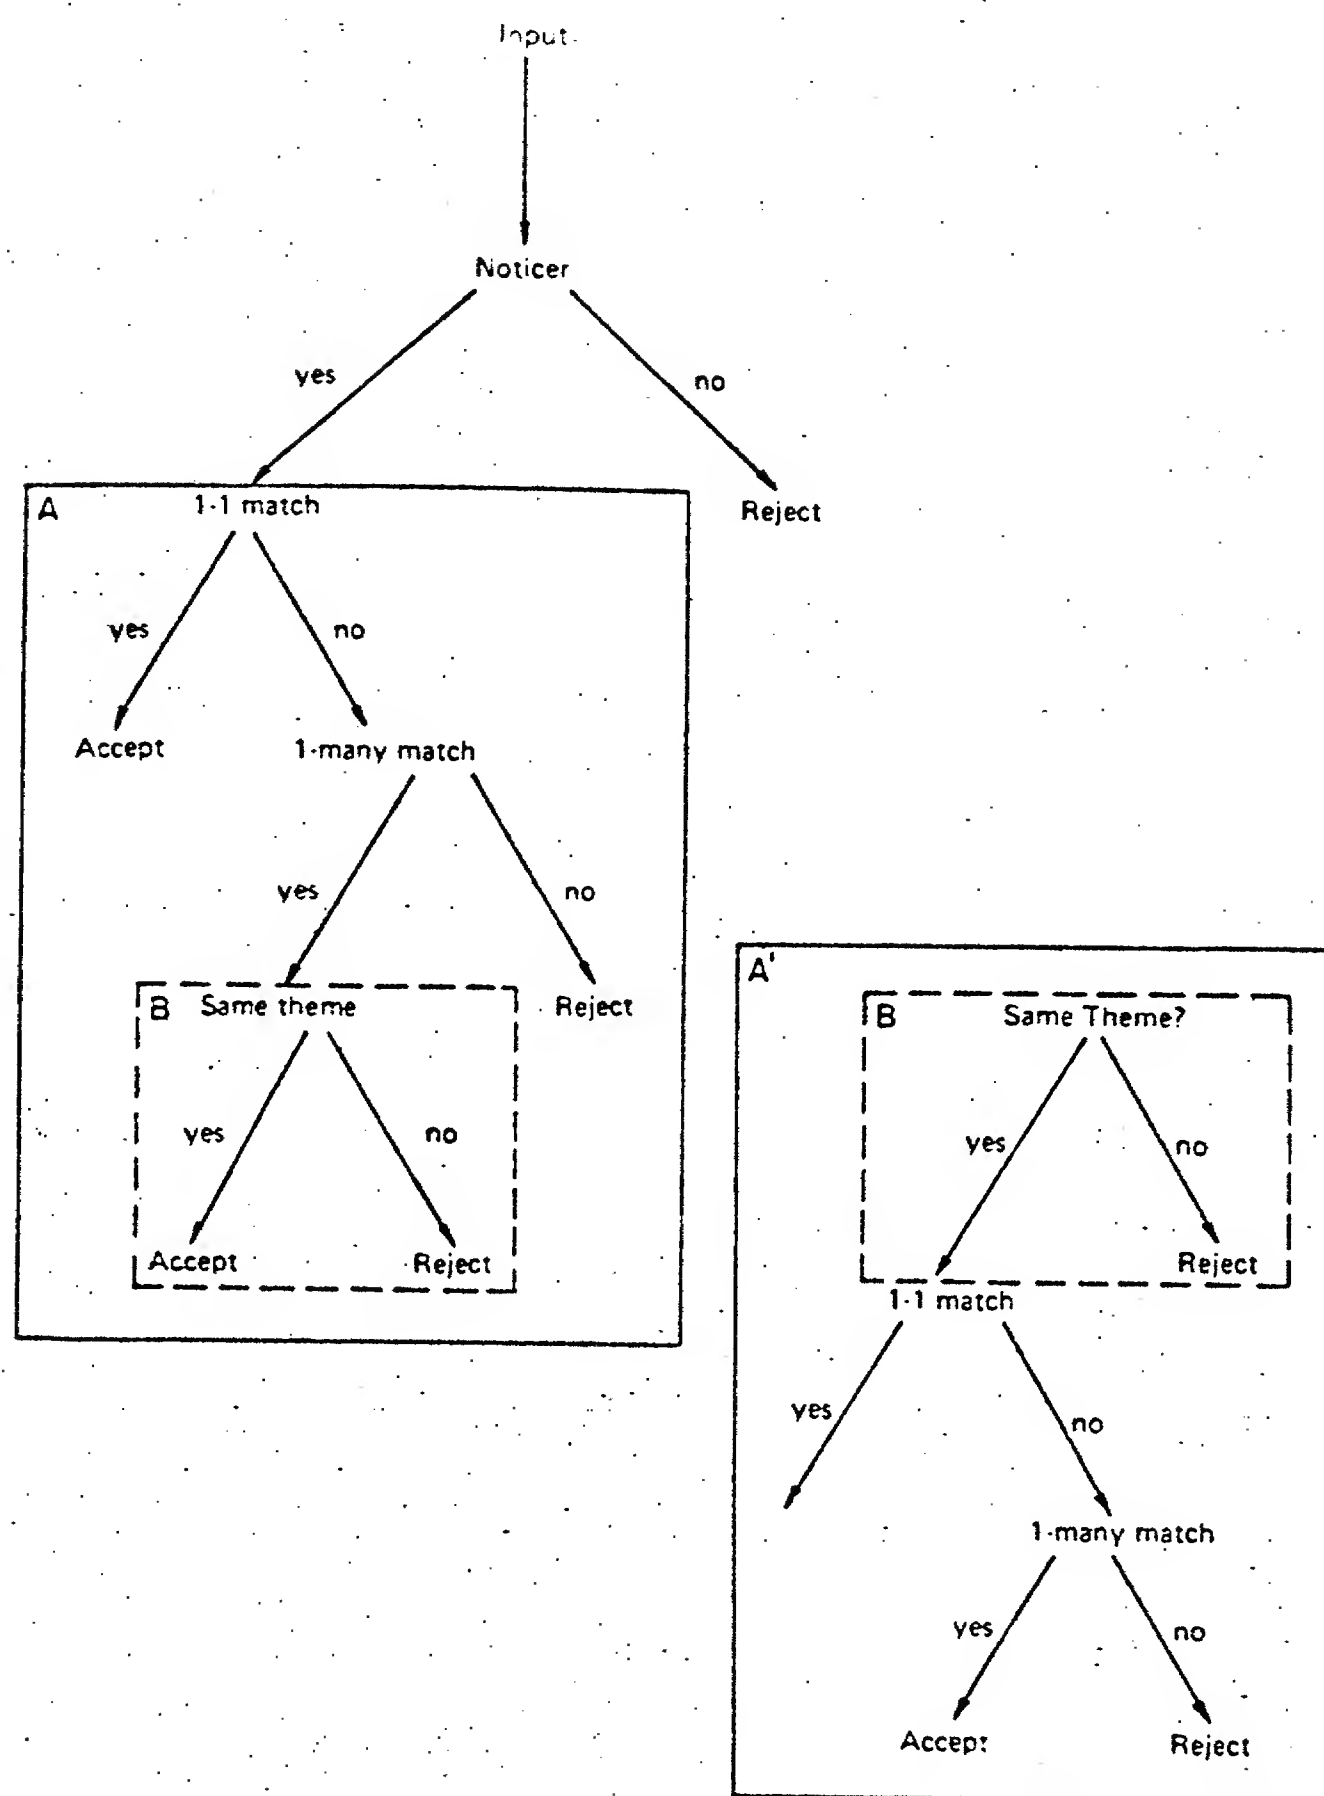 Input
Noticer
yes
no
A
1-1 match
Reject
yes
no
Accept
1-many match
yes
no
B Same theme
Reject
yes
no
Accept
Reject
A'
B Same Theme?
yes
no
Reject
1-1 match
yes
no
1-many match
yes
no
Accept
Reject